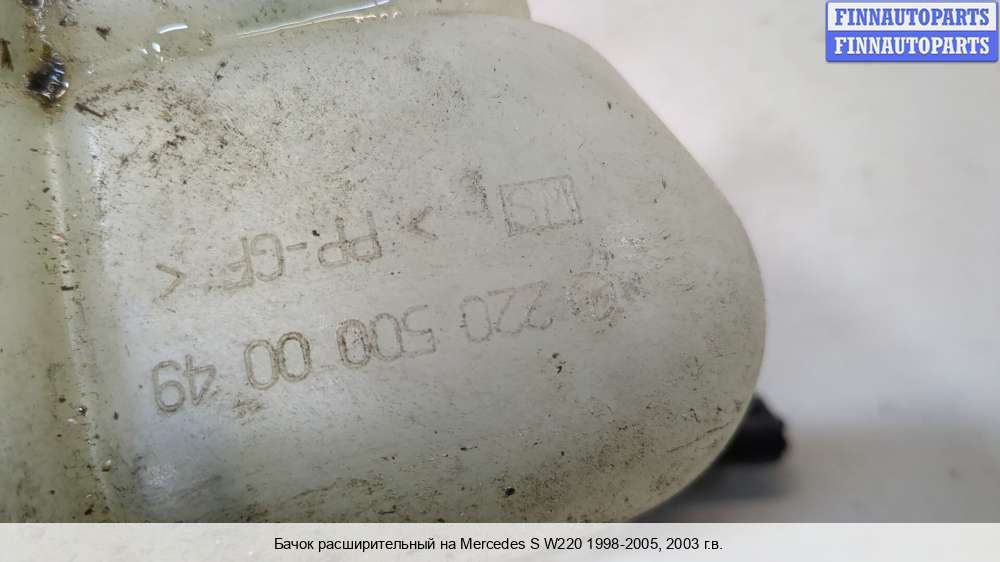 FINNAUTOPARTS
FINNAUTOPARTS
> PP-GF <
220 500 00 49
Бачок расширительный на Mercedes S W220 1998-2005, 2003 г.в.